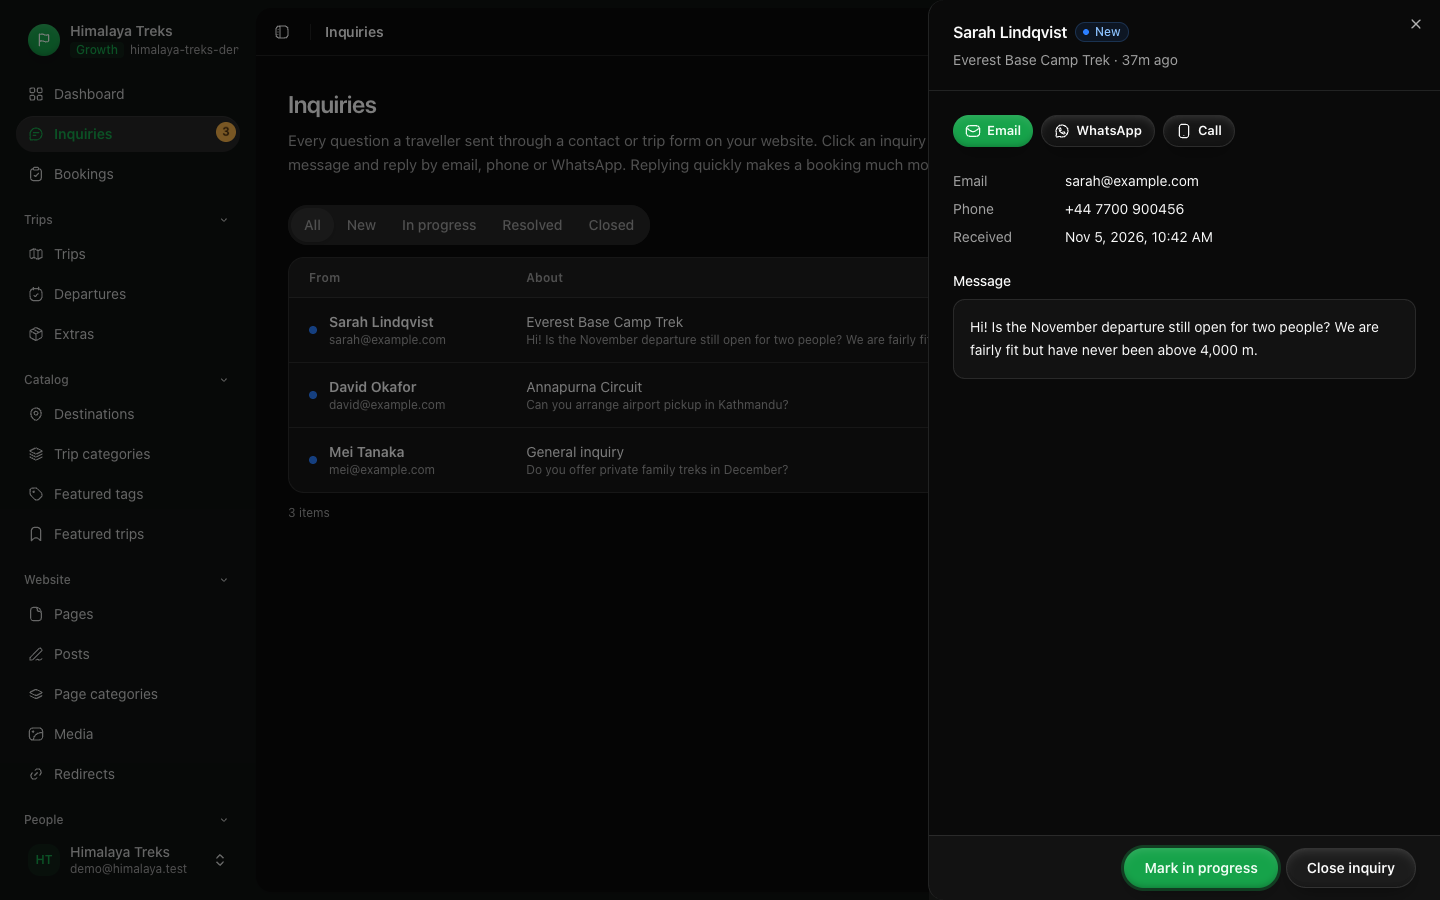 Himalaya Treks
Growth himalaya-treks-der
Dashboard
Inquiries 3
Bookings
Trips
Trips
Departures
Extras
Catalog
Destinations
Trip categories
Featured tags
Featured trips
Website
Pages
Posts
Page categories
Media
Redirects
People
HT
Himalaya Treks
demo@himalaya.test
Inquiries
Inquiries
Every question a traveller sent through a contact or trip form on your website. Click an inquiry
message and reply by email, phone or WhatsApp. Replying quickly makes a booking much mo
All New In progress Resolved Closed
From About
Sarah Lindqvist Everest Base Camp Trek
sarah@example.com Hi! Is the November departure still open for two people? We are fairly fi
David Okafor Annapurna Circuit
david@example.com Can you arrange airport pickup in Kathmandu?
Mei Tanaka General inquiry
mei@example.com Do you offer private family treks in December?
3 items
Sarah Lindqvist New
Everest Base Camp Trek · 37m ago
Email WhatsApp Call
Email sarah@example.com
Phone +44 7700 900456
Received Nov 5, 2026, 10:42 AM
Message
Hi! Is the November departure still open for two people? We are
fairly fit but have never been above 4,000 m.
Mark in progress Close inquiry